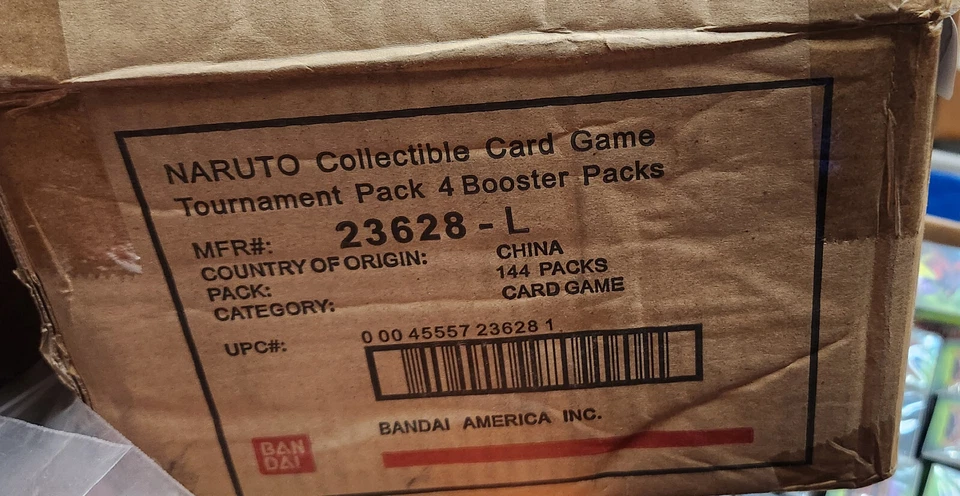 NARUTO Collectible Card Game
Tournament Pack 4 Booster Packs
MFR#: 23628-L
COUNTRY OF ORIGIN: CHINA
PACK: 144 PACKS
CATEGORY: CARD GAME
UPC#: 0 00 45557 23628 1
BANDAI AMERICA INC.
BAN
DAI